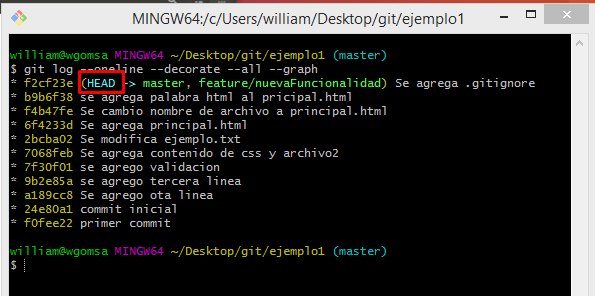 MINGW64:/c/Users/william/Desktop/git/ejemplo1
william@wgomsa MINGW64 ~/Desktop/git/ejemplo1 (master)
$ git log --oneline --decorate --all --graph
* f2cf23e (HEAD -> master, feature/nuevaFuncionalidad) Se agrega .gitignore
* b9b6f38 se agrega palabra html al pricipal.html
* f4b47fe Se cambio nombre de archivo a principal.html
* 6f4233d Se agrega principal.html
* 2bcba02 Se modifica ejemplo.txt
* 7068feb Se agrego contenido de css y archivo2
* 7f30f01 se agrego validacion
* 9b2e85a se agrego tercera linea
* a189cc8 Se agrego ota linea
* 24e80a1 commit inicial
* f0fee22 primer commit
william@wgomsa MINGW64 ~/Desktop/git/ejemplo1 (master)
$